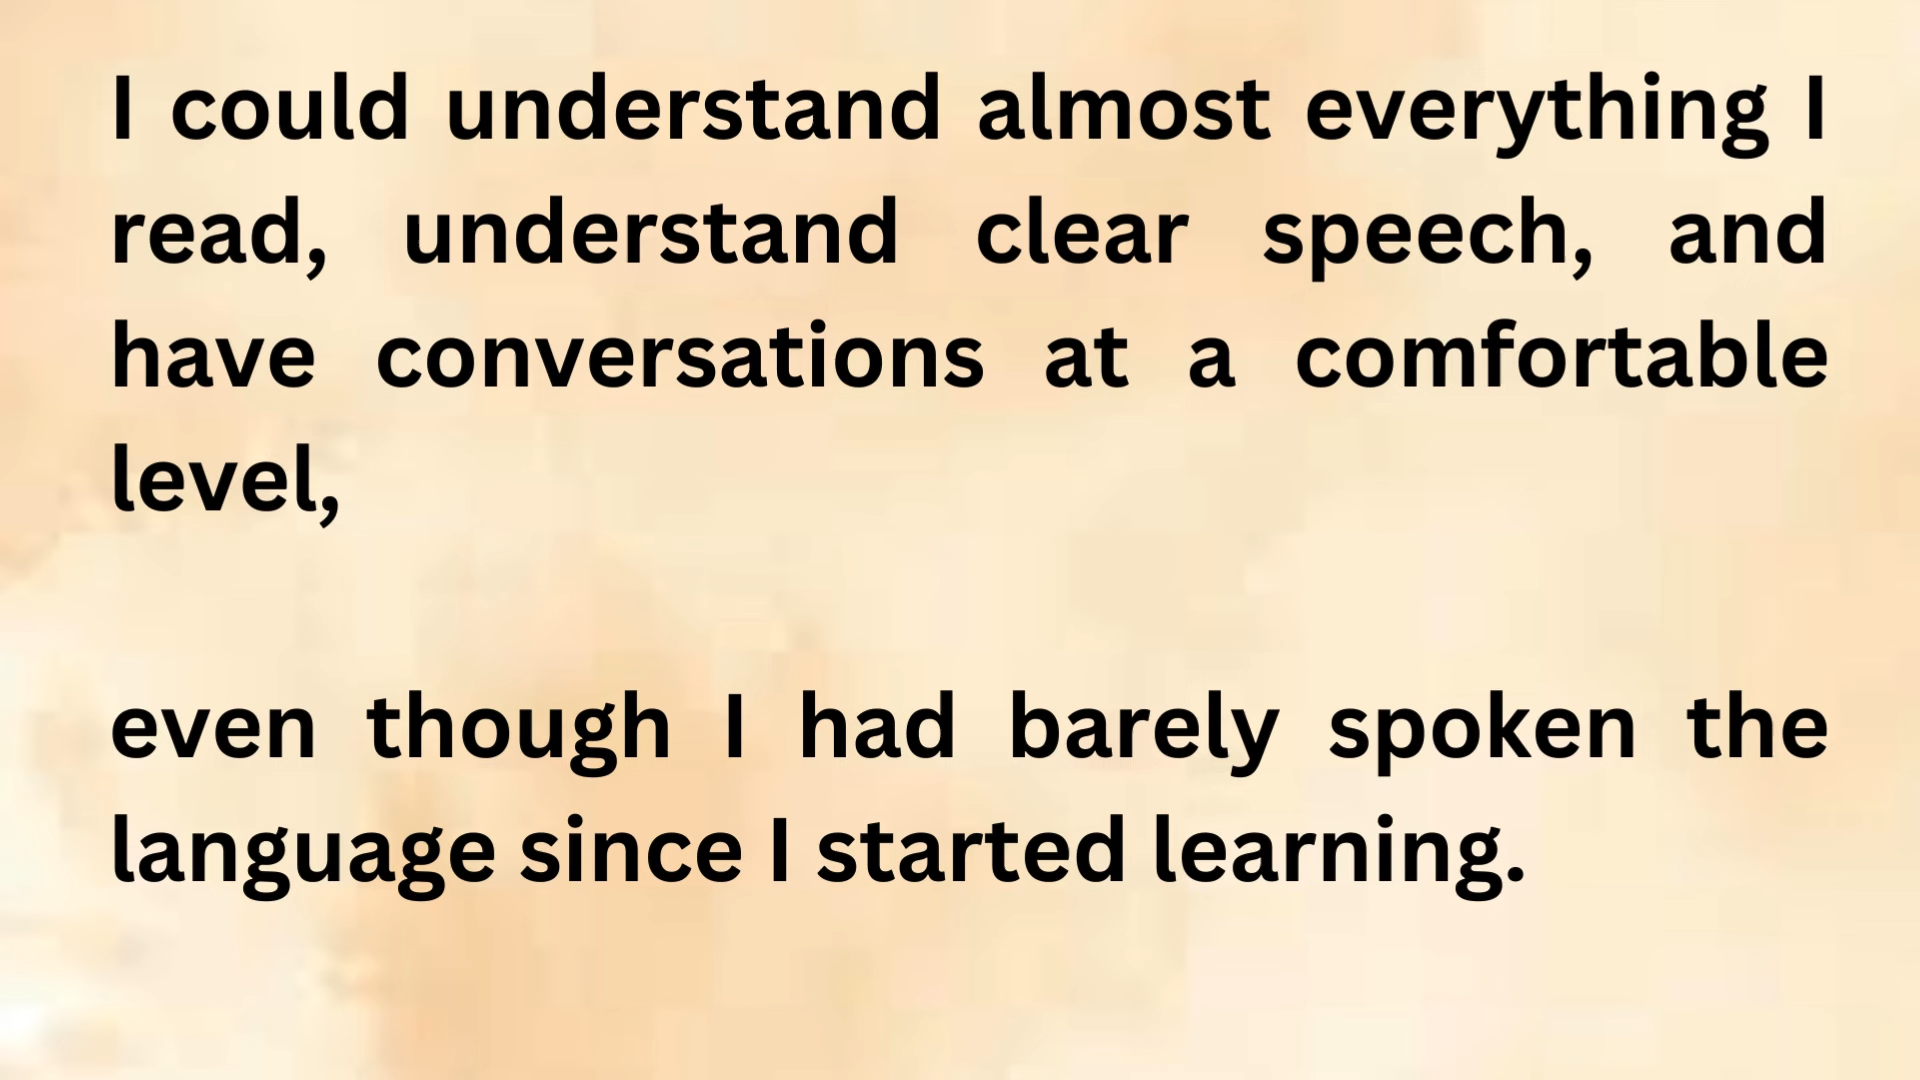 I could understand almost everything I
read, understand clear speech, and
have conversations at a comfortable
level,
even though I had barely spoken the
language since I started learning.